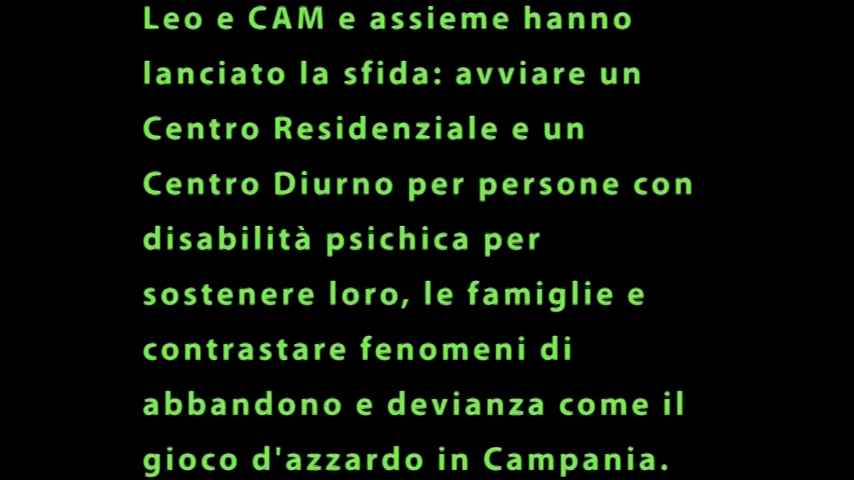 Leo e CAM e assieme hanno
lanciato la sfida: avviare un
Centro Residenziale e un
Centro Diurno per persone con
disabilità psichica per
sostenere loro, le famiglie e
contrastare fenomeni di
abbandono e devianza come il
gioco d'azzardo in Campania.